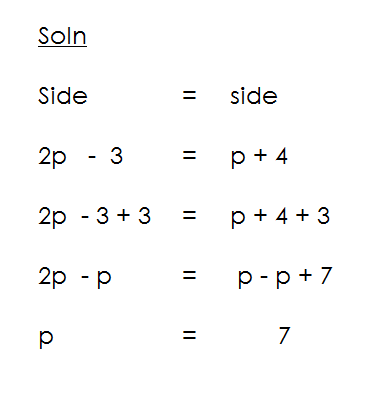 Soln
Side = side
2p - 3 = p + 4
2p - 3 + 3 = p + 4 + 3
2p - p = p - p + 7
p = 7